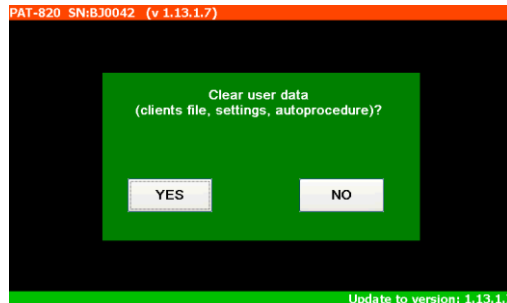 PAT-820 SN:BJ0042 (v 1.13.1.7)
Clear user data
(clients file, settings, autoprocedure)?
YES
NO
Update to version: 1.13.1.